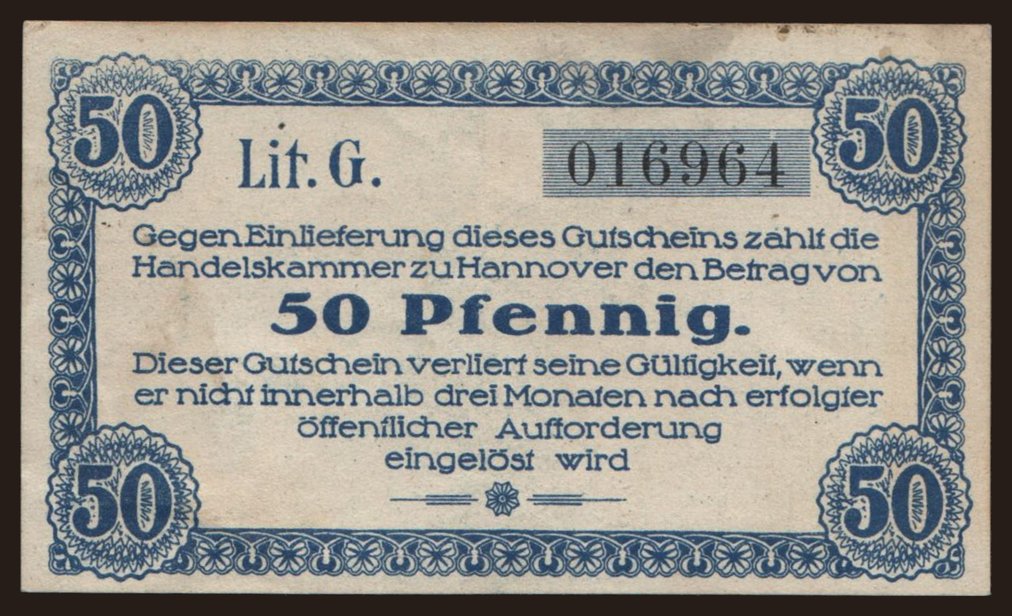 50 50
Lit. G. 016964
Gegen Einlieferung dieses Gutscheins zahlt die
Handelskammer zu Hannover den Betrag von
50 Pfennig.
Dieser Gutschein verliert seine Gültigkeit, wenn
er nicht innerhalb drei Monaten nach erfolgter
öffentlicher Aufforderung
eingelöst wird
50 50